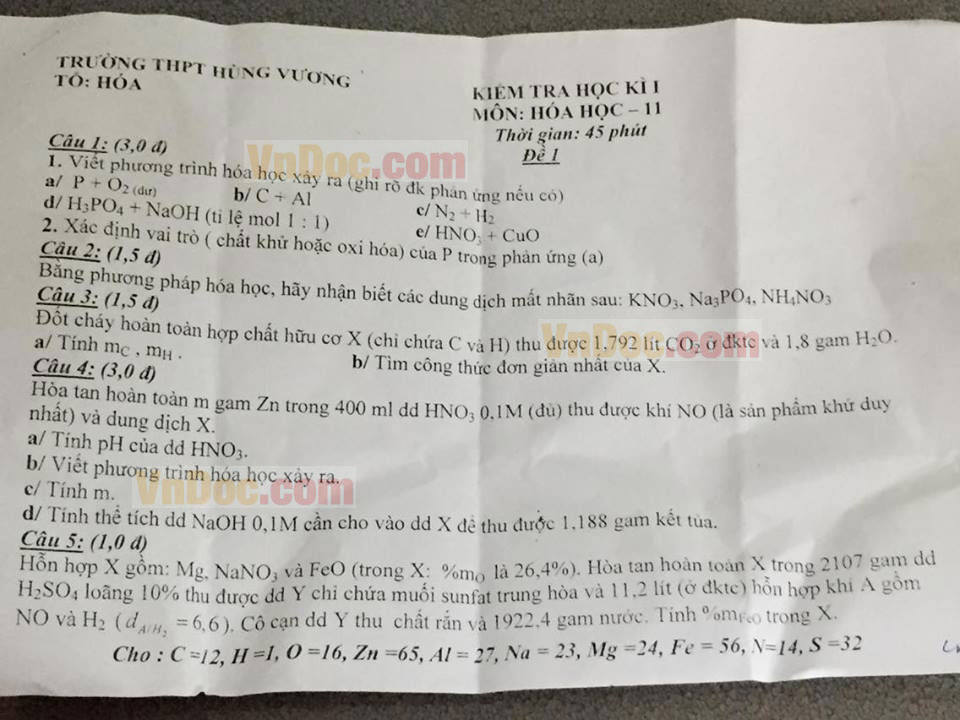 TRƯỜNG THPT HÙNG VƯƠNG
TỔ: HÓA
KIỂM TRA HỌC KÌ I
MÔN: HÓA HỌC – 11
Thời gian: 45 phút
Đề 1
VnDoc.com
Câu 1: (3,0 đ)
1. Viết phương trình hóa học xảy ra (ghi rõ đk phản ứng nếu có)
a/ P + O₂ (dư) b/ C + Al c/ N₂ + H₂
d/ H₃PO₄ + NaOH (tỉ lệ mol 1 : 1) e/ HNO₃ + CuO
2. Xác định vai trò ( chất khử hoặc oxi hóa) của P trong phản ứng (a)
Câu 2: (1,5 đ)
Bằng phương pháp hóa học, hãy nhận biết các dung dịch mất nhãn sau: KNO₃, Na₃PO₄, NH₄NO₃
Câu 3: (1,5 đ)
VnDoc.com
Đốt cháy hoàn toàn hợp chất hữu cơ X (chỉ chứa C và H) thu được 1,792 lít CO₂ ở đktc và 1,8 gam H₂O.
a/ Tính mC , mH . b/ Tìm công thức đơn giản nhất của X.
Câu 4: (3,0 đ)
Hòa tan hoàn toàn m gam Zn trong 400 ml dd HNO₃ 0,1M (đủ) thu được khí NO (là sản phẩm khử duy
nhất) và dung dịch X.
a/ Tính pH của dd HNO₃.
b/ Viết phương trình hóa học xảy ra.
c/ Tính m.
VnDoc.com
d/ Tính thể tích dd NaOH 0,1M cần cho vào dd X để thu được 1,188 gam kết tủa.
Câu 5: (1,0 đ)
Hỗn hợp X gồm: Mg, NaNO₃ và FeO (trong X: %mO là 26,4%). Hòa tan hoàn toàn X trong 2107 gam dd
H₂SO₄ loãng 10% thu được dd Y chỉ chứa muối sunfat trung hòa và 11,2 lít (ở đktc) hỗn hợp khí A gồm
NO và H₂ ( dA/H₂ = 6,6). Cô cạn dd Y thu chất rắn và 1922,4 gam nước. Tính %mFeO trong X.
Cho : C =12, H =1, O =16, Zn =65, Al = 27, Na = 23, Mg =24, Fe = 56, N=14, S =32